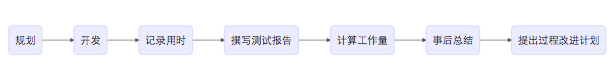 规划
开发
记录用时
撰写测试报告
计算工作量
事后总结
提出过程改进计划